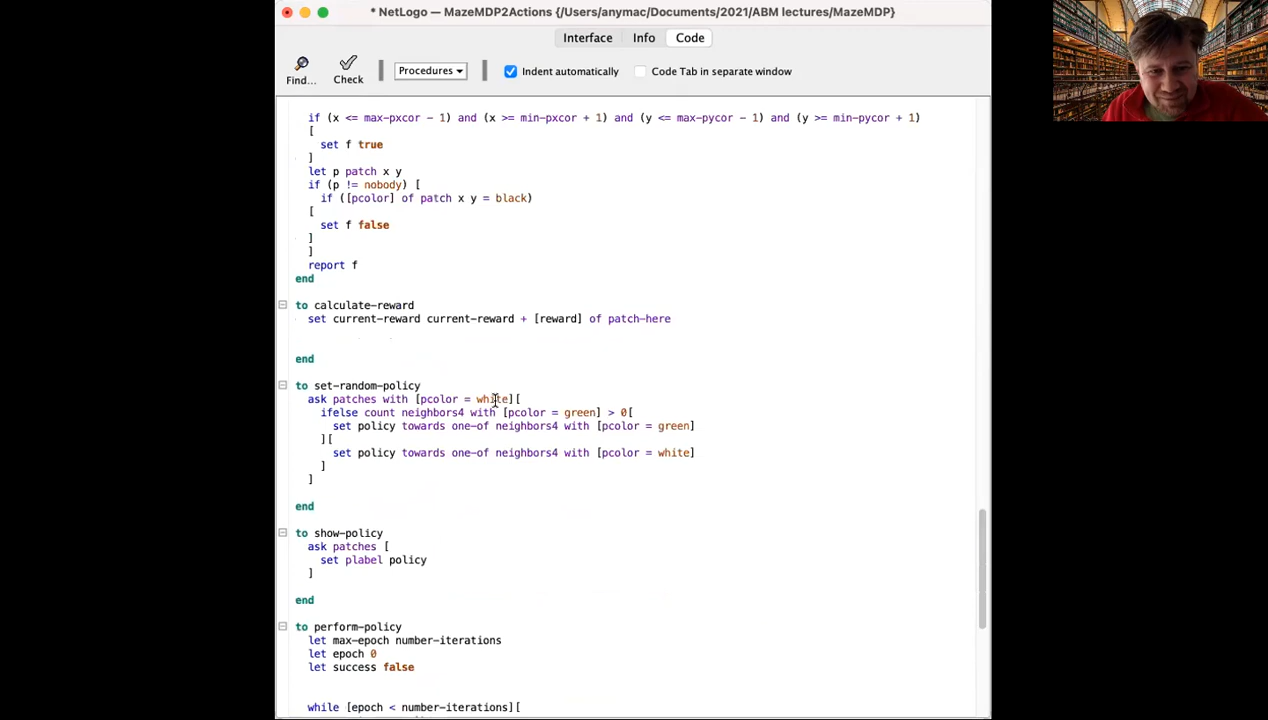 * NetLogo — MazeMDP2Actions {/Users/anymac/Documents/2021/ABM lectures/MazeMDP}
Interface Info Code
Find... Check Procedures Indent automatically Code Tab in separate window
if (x <= max-pxcor - 1) and (x >= min-pxcor + 1) and (y <= max-pycor - 1) and (y >= min-pycor + 1)
[
set f true
]
let p patch x y
if (p != nobody) [
if ([pcolor] of patch x y = black)
[
set f false
]
]
report f
end
to calculate-reward
set current-reward current-reward + [reward] of patch-here
end
to set-random-policy
ask patches with [pcolor = white][
ifelse count neighbors4 with [pcolor = green] > 0[
set policy towards one-of neighbors4 with [pcolor = green]
][
set policy towards one-of neighbors4 with [pcolor = white]
]
]
end
to show-policy
ask patches [
set plabel policy
]
end
to perform-policy
let max-epoch number-iterations
let epoch 0
let success false
while [epoch < number-iterations][